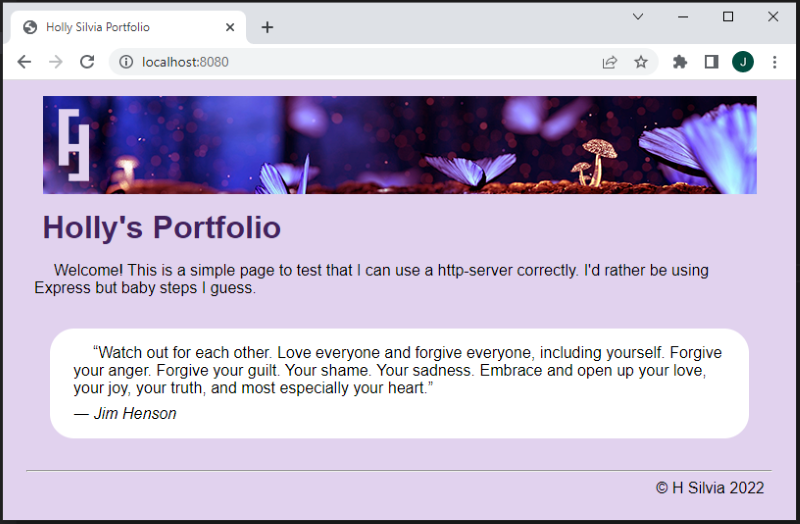 Holly Silvia Portfolio
localhost:8080
J
Holly's Portfolio
Welcome! This is a simple page to test that I can use a http-server correctly. I'd rather be using
Express but baby steps I guess.
“Watch out for each other. Love everyone and forgive everyone, including yourself. Forgive
your anger. Forgive your guilt. Your shame. Your sadness. Embrace and open up your love,
your joy, your truth, and most especially your heart.”
— Jim Henson
© H Silvia 2022